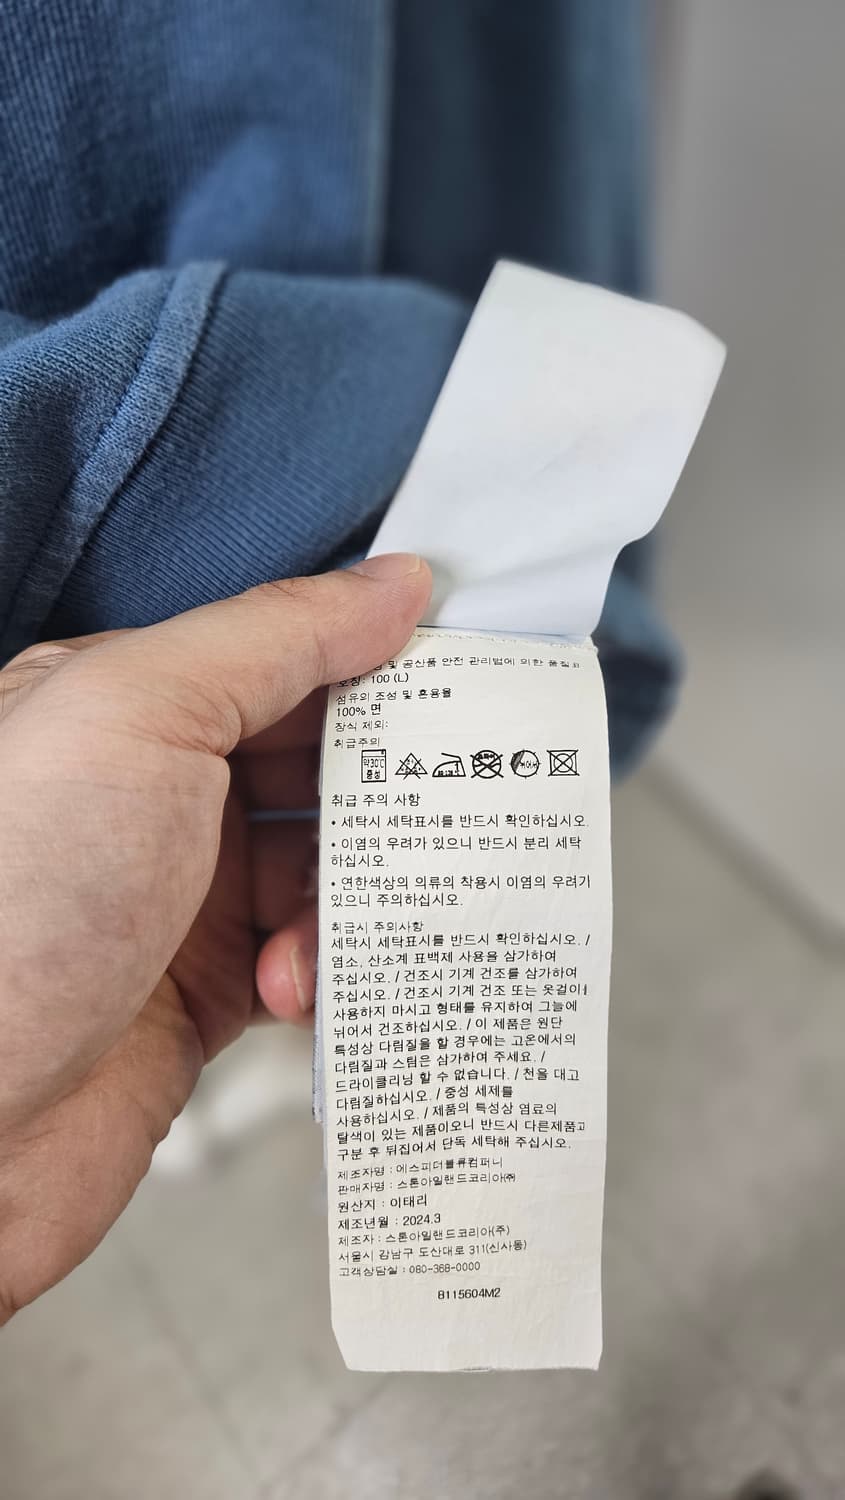 및 공산품 안전 관리법에 의한 품질표
호칭: 100 (L)
섬유의 조성 및 혼용율
100% 면
장식 제외:
취급주의
약30℃
중성
취급 주의 사항
• 세탁시 세탁표시를 반드시 확인하십시오.
• 이염의 우려가 있으니 반드시 분리 세탁
하십시오.
• 연한색상의 의류의 착용시 이염의 우려가
있으니 주의하십시오.
취급시 주의사항
세탁시 세탁표시를 반드시 확인하십시오. /
염소, 산소계 표백제 사용을 삼가하여
주십시오. / 건조시 기계 건조를 삼가하여
주십시오. / 건조시 기계 건조 또는 옷걸이를
사용하지 마시고 형태를 유지하여 그늘에
뉘어서 건조하십시오. / 이 제품은 원단
특성상 다림질을 할 경우에는 고온에서의
다림질과 스팀은 삼가하여 주세요. /
드라이클리닝 할 수 없습니다. / 천을 대고
다림질하십시오. / 중성 세제를
사용하십시오. / 제품의 특성상 염료의
탈색이 있는 제품이오니 반드시 다른제품과
구분 후 뒤집어서 단독 세탁해 주십시오.
제조자명 : 에스피더블류컴퍼니
판매자명 : 스톤아일랜드코리아㈜
원산지 : 이태리
제조년월 : 2024.3
제조자 : 스톤아일랜드코리아(주)
서울시 강남구 도산대로 311(신사동)
고객상담실 : 080-368-0000
8115604M2